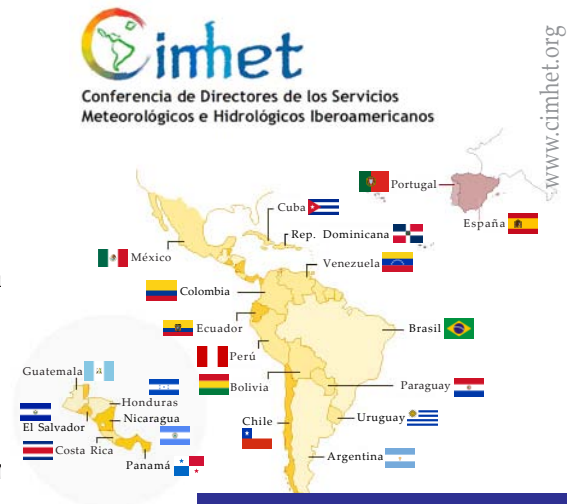 Cimhet
Conferencia de Directores de los Servicios
Meteorológicos e Hidrológicos Iberoamericanos
www.cimhet.org
Portugal
España
Cuba
Rep. Dominicana
México
Venezuela
Colombia
Ecuador
Brasil
Perú
Bolivia
Paraguay
Guatemala
Honduras
El Salvador
Nicaragua
Costa Rica
Panamá
Chile
Uruguay
Argentina